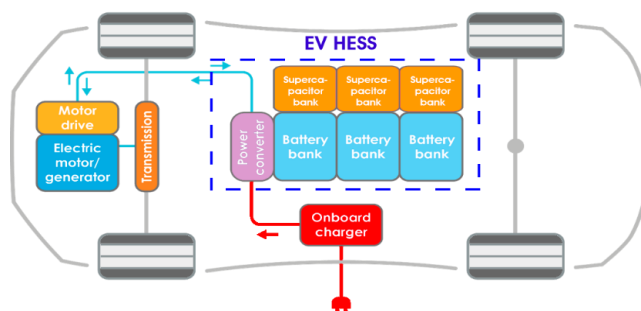 EV HESS
Superca-
pacitor
bank
Superca-
pacitor
bank
Superca-
pacitor
bank
Motor
drive
Electric
motor/
generator
Transmission
Power
converter
Battery
bank
Battery
bank
Battery
bank
Onboard
charger